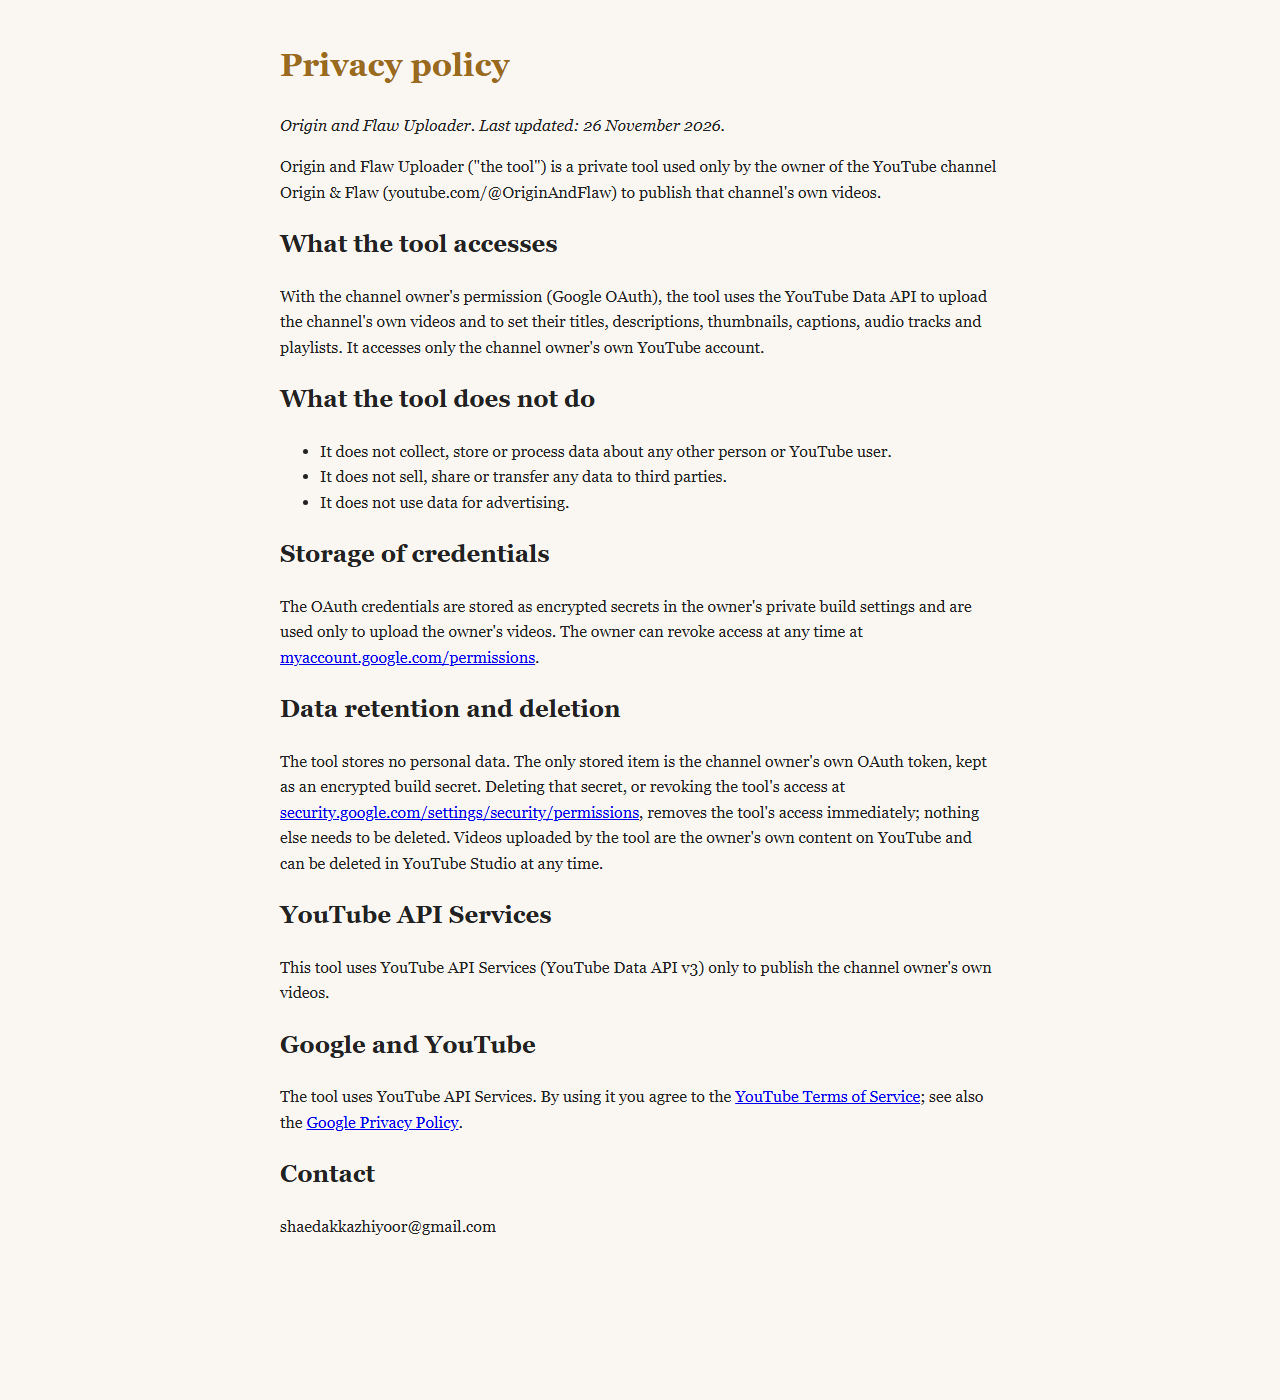 Privacy policy
Origin and Flaw Uploader. Last updated: 26 November 2026.
Origin and Flaw Uploader ("the tool") is a private tool used only by the owner of the YouTube channel
Origin & Flaw (youtube.com/@OriginAndFlaw) to publish that channel's own videos.
What the tool accesses
With the channel owner's permission (Google OAuth), the tool uses the YouTube Data API to upload
the channel's own videos and to set their titles, descriptions, thumbnails, captions, audio tracks and
playlists. It accesses only the channel owner's own YouTube account.
What the tool does not do
• It does not collect, store or process data about any other person or YouTube user.
• It does not sell, share or transfer any data to third parties.
• It does not use data for advertising.
Storage of credentials
The OAuth credentials are stored as encrypted secrets in the owner's private build settings and are
used only to upload the owner's videos. The owner can revoke access at any time at
myaccount.google.com/permissions.
Data retention and deletion
The tool stores no personal data. The only stored item is the channel owner's own OAuth token, kept
as an encrypted build secret. Deleting that secret, or revoking the tool's access at
security.google.com/settings/security/permissions, removes the tool's access immediately; nothing
else needs to be deleted. Videos uploaded by the tool are the owner's own content on YouTube and
can be deleted in YouTube Studio at any time.
YouTube API Services
This tool uses YouTube API Services (YouTube Data API v3) only to publish the channel owner's own
videos.
Google and YouTube
The tool uses YouTube API Services. By using it you agree to the YouTube Terms of Service; see also
the Google Privacy Policy.
Contact
shaedakkazhiyoor@gmail.com